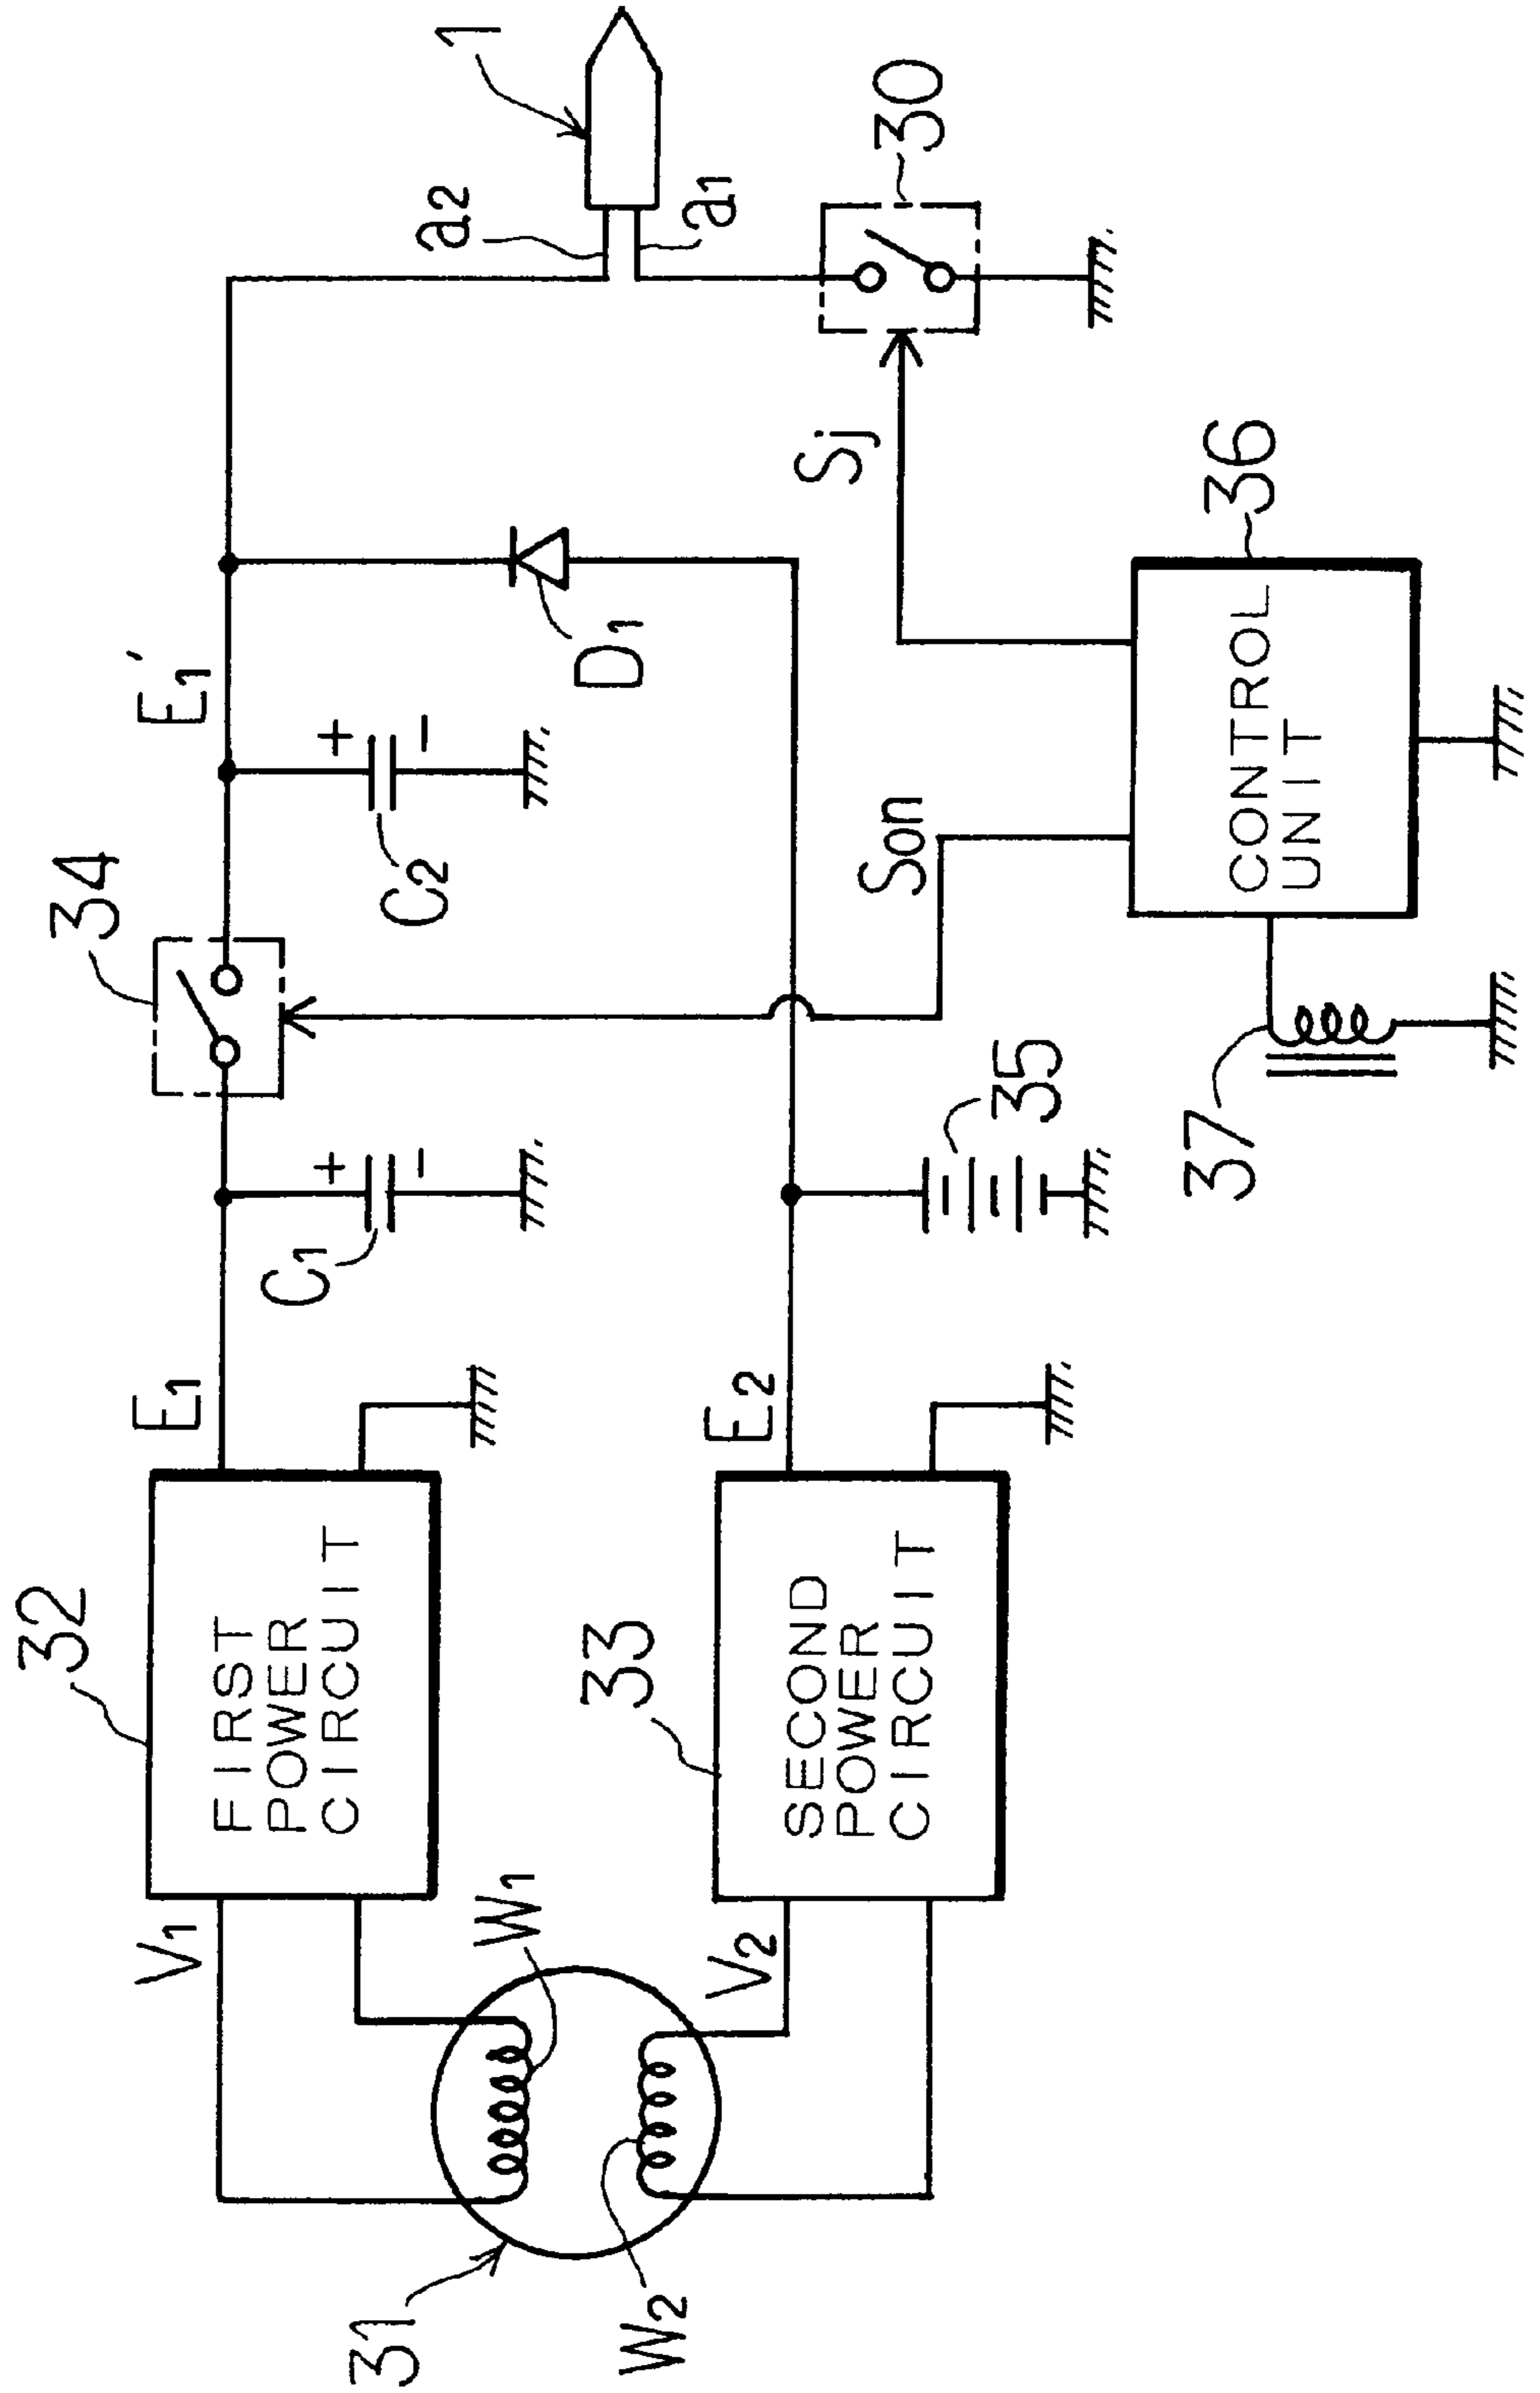 32
FIRST
POWER
CIRCUIT
V1
W1
31
W2
V2
33
SECOND
POWER
CIRCUIT
E1
C1
+
-
34
E1'
C2
+
-
D1
a2
a1
1
E2
35
Son
Sj
30
37
CONTROL
UNIT
36